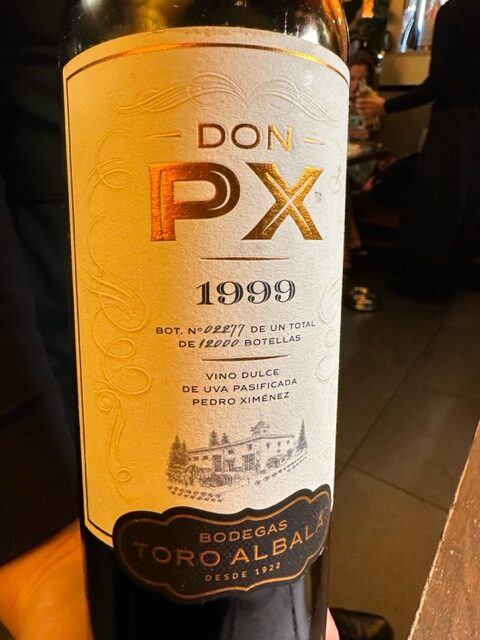 DON
PX
1999
BOT. Nº 02277 DE UN TOTAL
DE 12000 BOTELLAS
VINO DULCE
DE UVA PASIFICADA
PEDRO XIMÉNEZ
BODEGAS
TORO ALBALÁ
DESDE 1922